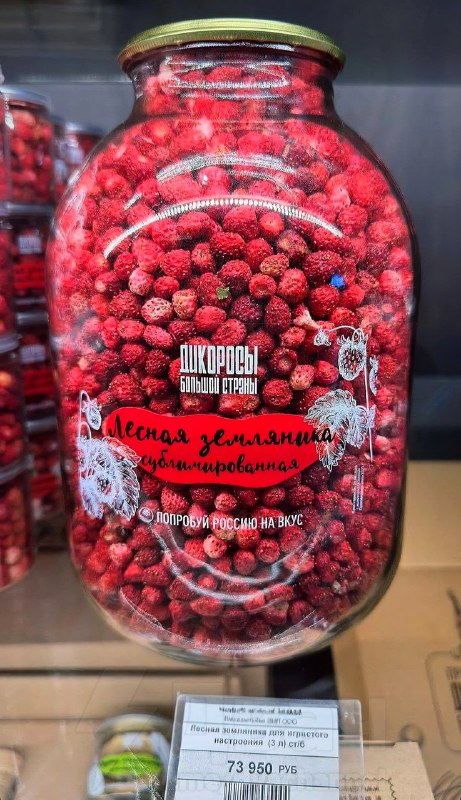 ДИКОРОСЫ
БОЛЬШОЙ СТРАНЫ
Лесная земляника
сублимированная
ПОПРОБУЙ РОССИЮ НА ВКУС
Лесная земляника для игристого
настроения (3 л) ст/б
73 950 РУБ